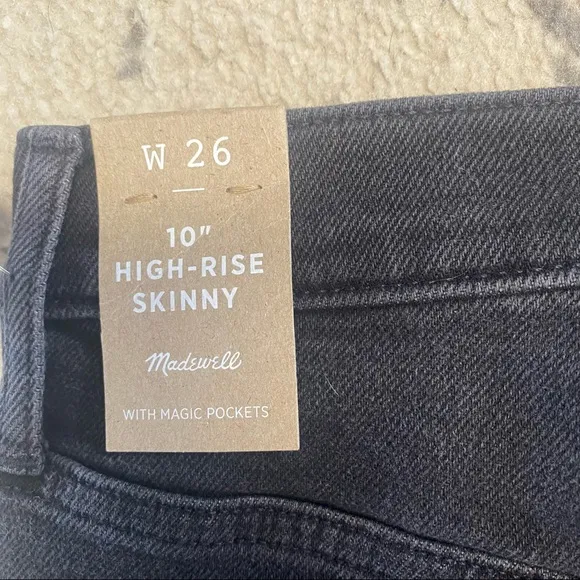 W 26
10"
HIGH-RISE
SKINNY
Madewell
WITH MAGIC POCKETS